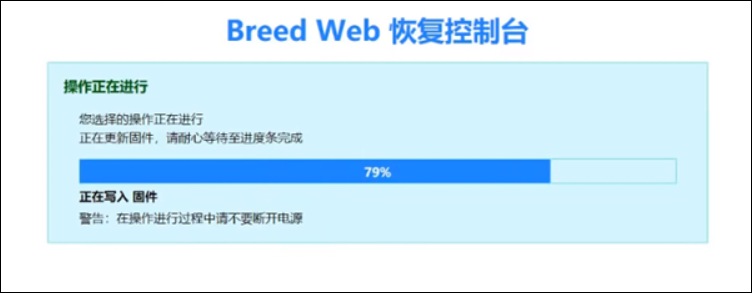 Breed Web 恢复控制台
操作正在进行
您选择的操作正在进行
正在更新固件，请耐心等待至进度条完成
79%
正在写入 固件
警告：在操作进行过程中请不要断开电源